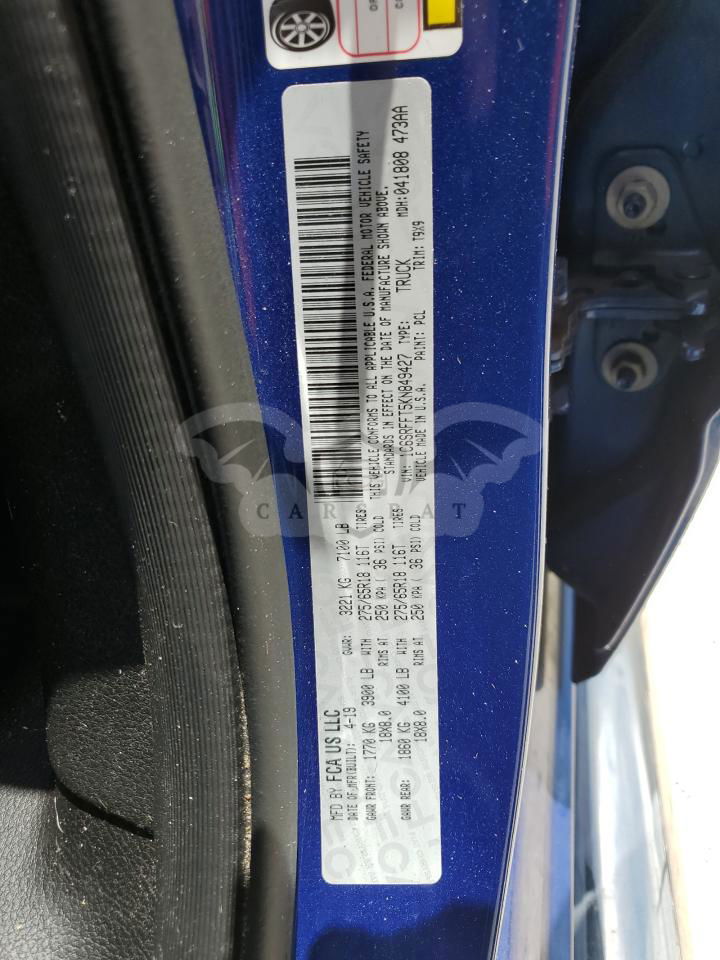 MFD BY FCA US LLC
DATE OF MFR(BUILT): 4-19 GVWR: 3221 KG 7100 LB
GAWR FRONT: 1770 KG 3900 LB WITH 275/65R18 116T TIRES
18X8.0 RIMS AT 250 KPA ( 36 PSI) COLD
GAWR REAR: 1860 KG 4100 LB WITH 275/65R18 116T TIRES
18X8.0 RIMS AT 250 KPA ( 36 PSI) COLD
THIS VEHICLE CONFORMS TO ALL APPLICABLE U.S.A. FEDERAL MOTOR VEHICLE SAFETY
STANDARDS IN EFFECT ON THE DATE OF MANUFACTURE SHOWN ABOVE.
VIN: 1C6SRFFT5KN849427 TYPE: TRUCK MDH:041808 473AA
VEHICLE MADE IN U.S.A. PAINT: PCL TRIM: T9X9
CARSBAT